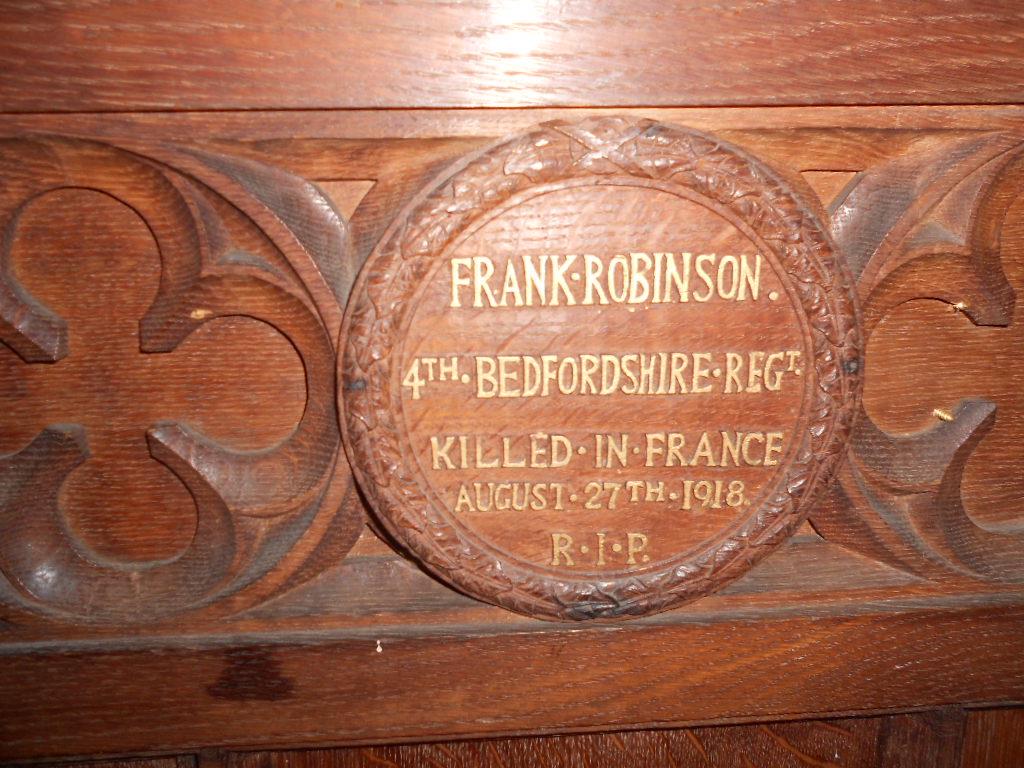 FRANK·ROBINSON.
4TH·BEDFORDSHIRE·REGT.
KILLED·IN·FRANCE
AUGUST·27TH·1918.
R·I·P.